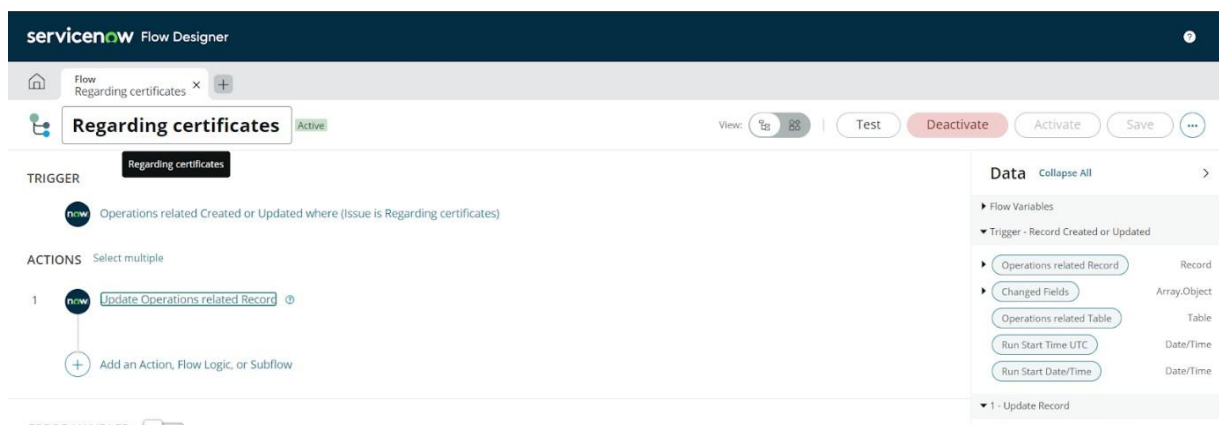 servicenow Flow Designer
Flow
Regarding certificates
Regarding certificates Active
View: Test Deactivate Activate Save
Regarding certificates
TRIGGER
now Operations related Created or Updated where (Issue is Regarding certificates)
ACTIONS Select multiple
1 now Update Operations related Record
Add an Action, Flow Logic, or Subflow
Data Collapse All
Flow Variables
Trigger - Record Created or Updated
Operations related Record Record
Changed Fields Array.Object
Operations related Table Table
Run Start Time UTC Date/Time
Run Start Date/Time Date/Time
1 - Update Record